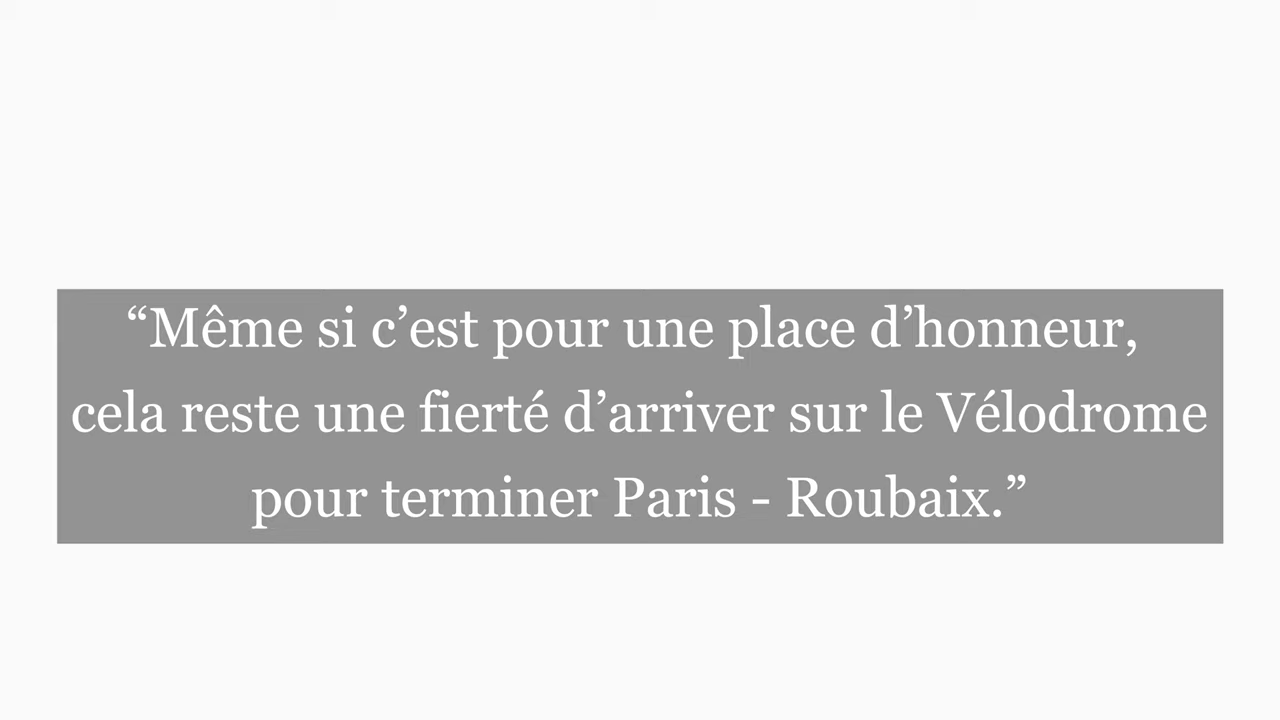 “Même si c’est pour une place d’honneur,
cela reste une fierté d’arriver sur le Vélodrome
pour terminer Paris - Roubaix.”